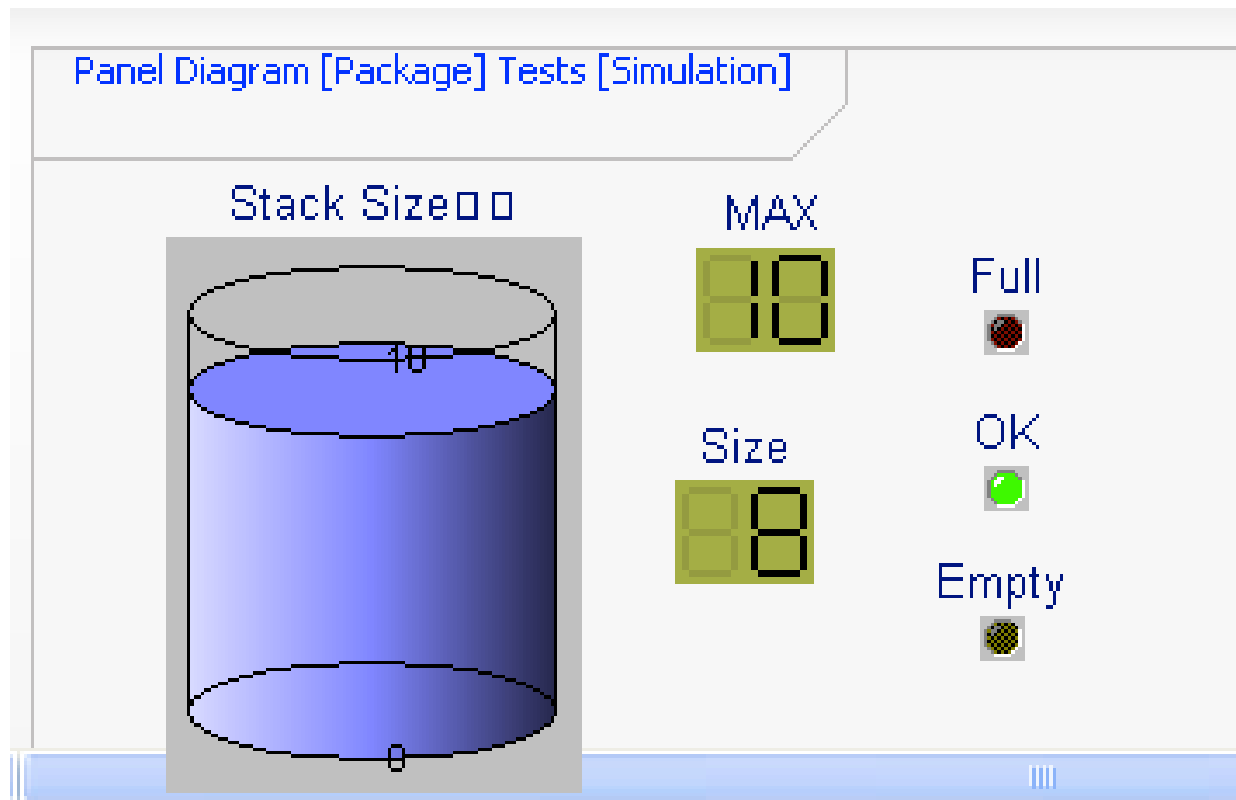 Panel Diagram [Package] Tests [Simulation]
Stack Size□□
MAX
10
Full
10
OK
Size
8
Empty
0